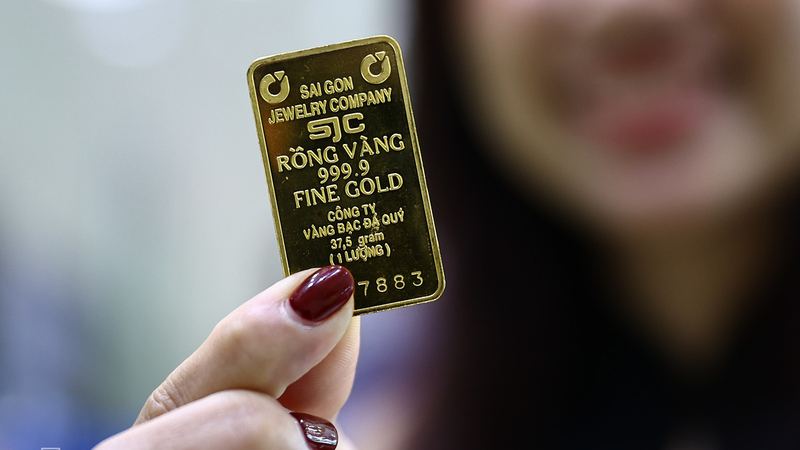 SAI GON
JEWELRY COMPANY
SJC
RỒNG VÀNG
999.9
FINE GOLD
CÔNG TY
VÀNG BẠC ĐÁ QUÝ
37,5 gram
( 1 LƯỢNG )
7883